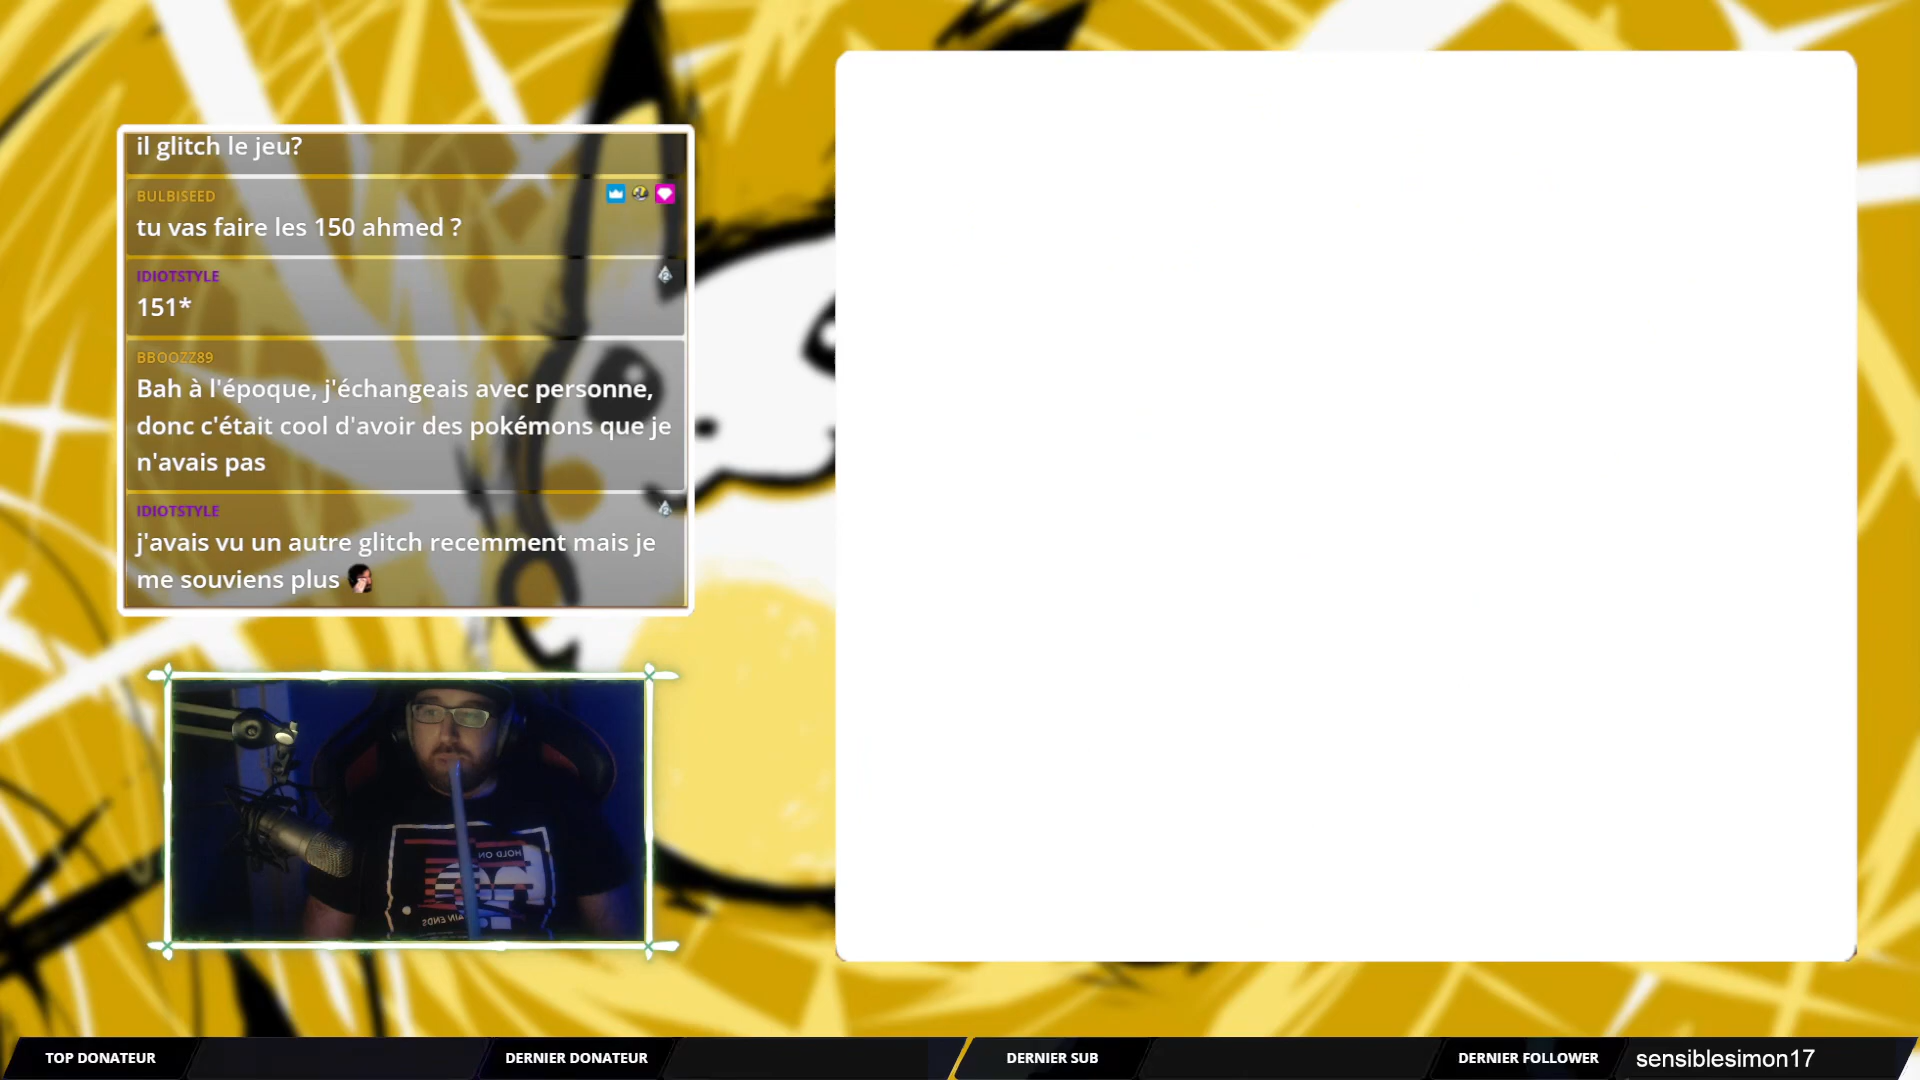 il glitch le jeu?
BULBISEED
tu vas faire les 150 ahmed ?
IDIOTSTYLE
151*
BBOOZZ89
Bah à l'époque, j'échangeais avec personne,
donc c'était cool d'avoir des pokémons que je
n'avais pas
IDIOTSTYLE
j'avais vu un autre glitch recemment mais je
me souviens plus
TOP DONATEUR
DERNIER DONATEUR
DERNIER SUB
DERNIER FOLLOWER
sensiblesimon17